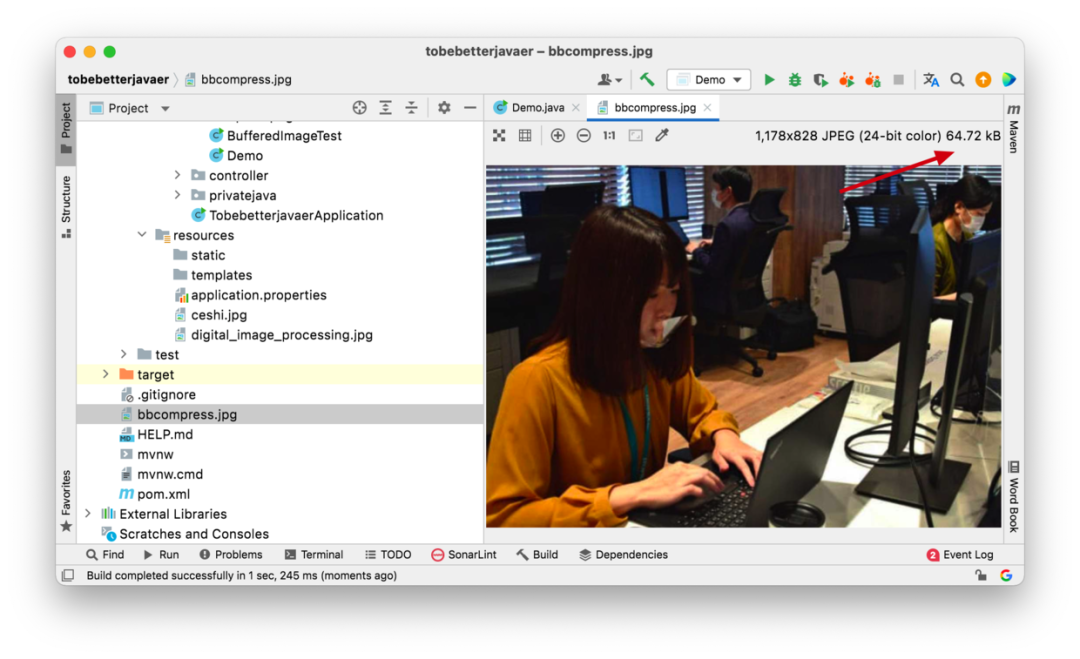 tobebetterjavaer – bbcompress.jpg
tobebetterjavaer bbcompress.jpg
Demo
Project
Demo.java
bbcompress.jpg
1:1
1,178x828 JPEG (24-bit color) 64.72 kB
BufferedImageTest
Demo
controller
privatejava
TobebetterjavaerApplication
resources
static
templates
application.properties
ceshi.jpg
digital_image_processing.jpg
test
target
.gitignore
bbcompress.jpg
HELP.md
mvnw
mvnw.cmd
pom.xml
External Libraries
Scratches and Consoles
Project
Structure
Favorites
Maven
Word Book
Find
Run
Problems
Terminal
TODO
SonarLint
Build
Dependencies
2 Event Log
Build completed successfully in 1 sec, 245 ms (moments ago)